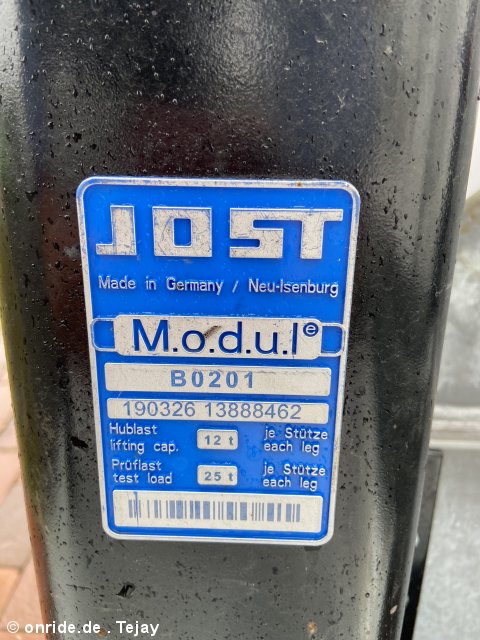 JOST
Made in Germany / Neu-Isenburg
M.o.d.u.l®
B0201
190326 13888462
Hublast 12 t je Stütze
lifting cap. each leg
Prüflast 25 t je Stütze
test load each leg
© onride.de . Tejay